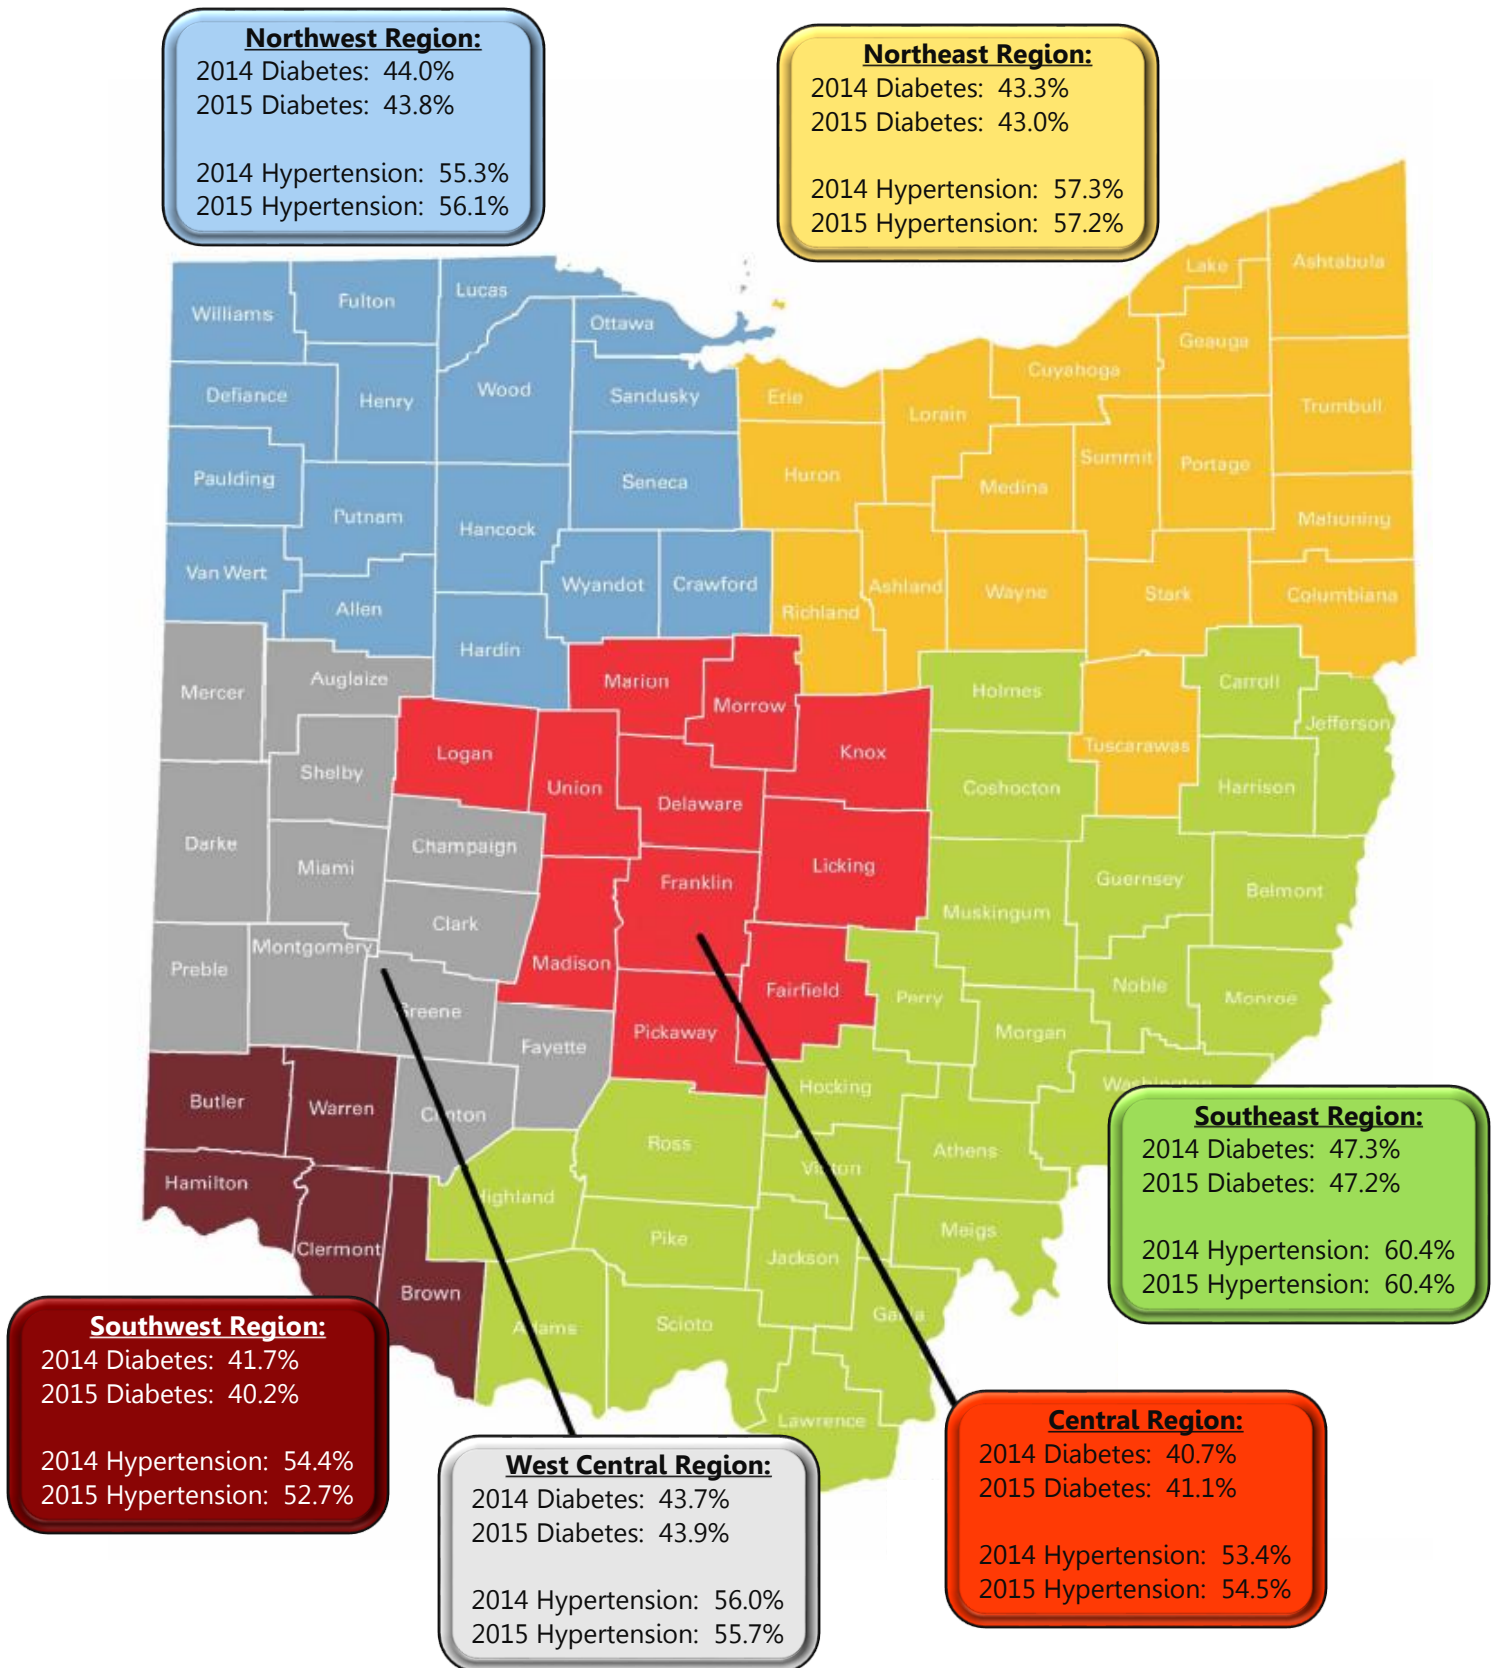 Northwest Region:
2014 Diabetes: 44.0%
2015 Diabetes: 43.8%
2014 Hypertension: 55.3%
2015 Hypertension: 56.1%
Northeast Region:
2014 Diabetes: 43.3%
2015 Diabetes: 43.0%
2014 Hypertension: 57.3%
2015 Hypertension: 57.2%
Williams
Fulton
Lucas
Ottawa
Lake
Ashtabula
Geauga
Cuyahoga
Defiance
Henry
Wood
Sandusky
Erie
Lorain
Trumbull
Paulding
Seneca
Huron
Medina
Summit
Portage
Putnam
Hancock
Mahoning
Van Wert
Allen
Wyandot
Crawford
Richland
Ashland
Wayne
Stark
Columbiana
Hardin
Mercer
Auglaize
Marion
Morrow
Holmes
Carroll
Jefferson
Logan
Knox
Tuscarawas
Shelby
Union
Delaware
Coshocton
Harrison
Darke
Champaign
Miami
Franklin
Licking
Guernsey
Belmont
Clark
Muskingum
Montgomery
Preble
Madison
Fairfield
Perry
Noble
Monroe
Greene
Pickaway
Morgan
Fayette
Hocking
Washington
Butler
Warren
Clinton
Ross
Vinton
Athens
Hamilton
Highland
Clermont
Pike
Jackson
Meigs
Brown
Adams
Scioto
Gallia
Lawrence
Southeast Region:
2014 Diabetes: 47.3%
2015 Diabetes: 47.2%
2014 Hypertension: 60.4%
2015 Hypertension: 60.4%
Southwest Region:
2014 Diabetes: 41.7%
2015 Diabetes: 40.2%
2014 Hypertension: 54.4%
2015 Hypertension: 52.7%
West Central Region:
2014 Diabetes: 43.7%
2015 Diabetes: 43.9%
2014 Hypertension: 56.0%
2015 Hypertension: 55.7%
Central Region:
2014 Diabetes: 40.7%
2015 Diabetes: 41.1%
2014 Hypertension: 53.4%
2015 Hypertension: 54.5%